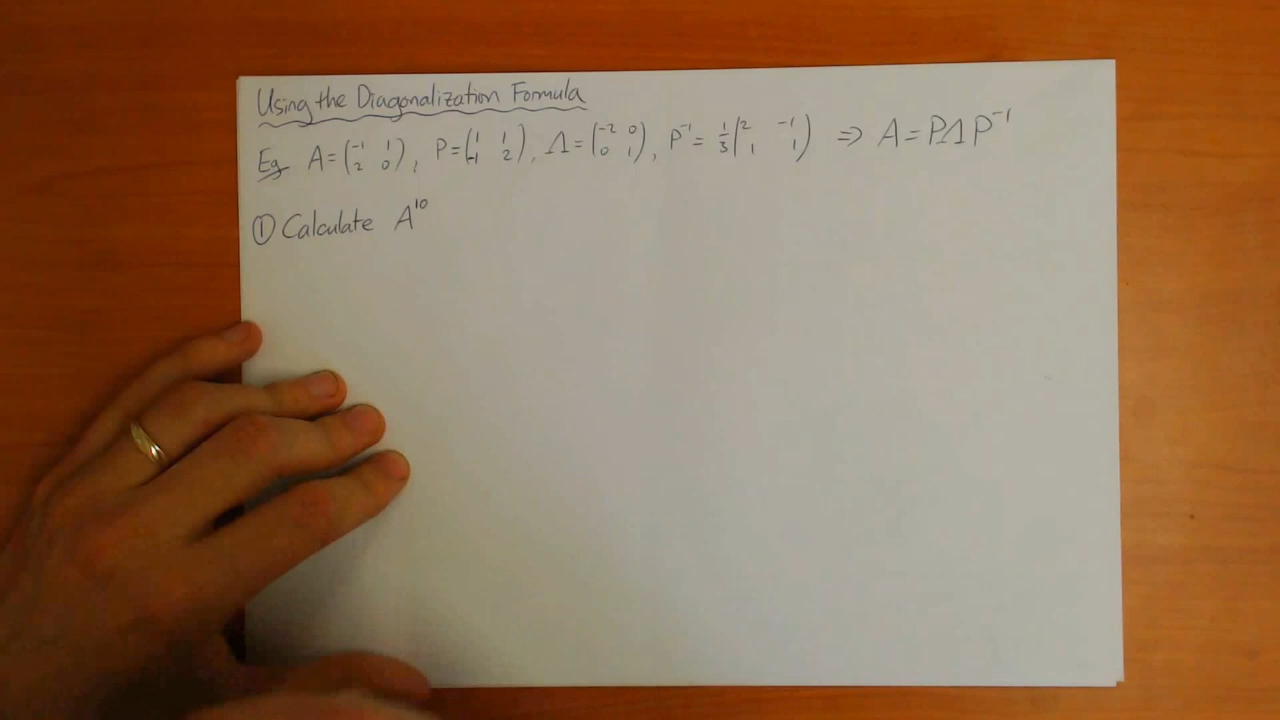 Using the Diagonalization Formula
Eg A = (-1 1 2 0), P = (1 1 -1 2), Λ = (-2 0 0 1), P⁻¹ = 1/3 (2 -1 1 1) ⇒ A = PΛP⁻¹
① Calculate A¹⁰